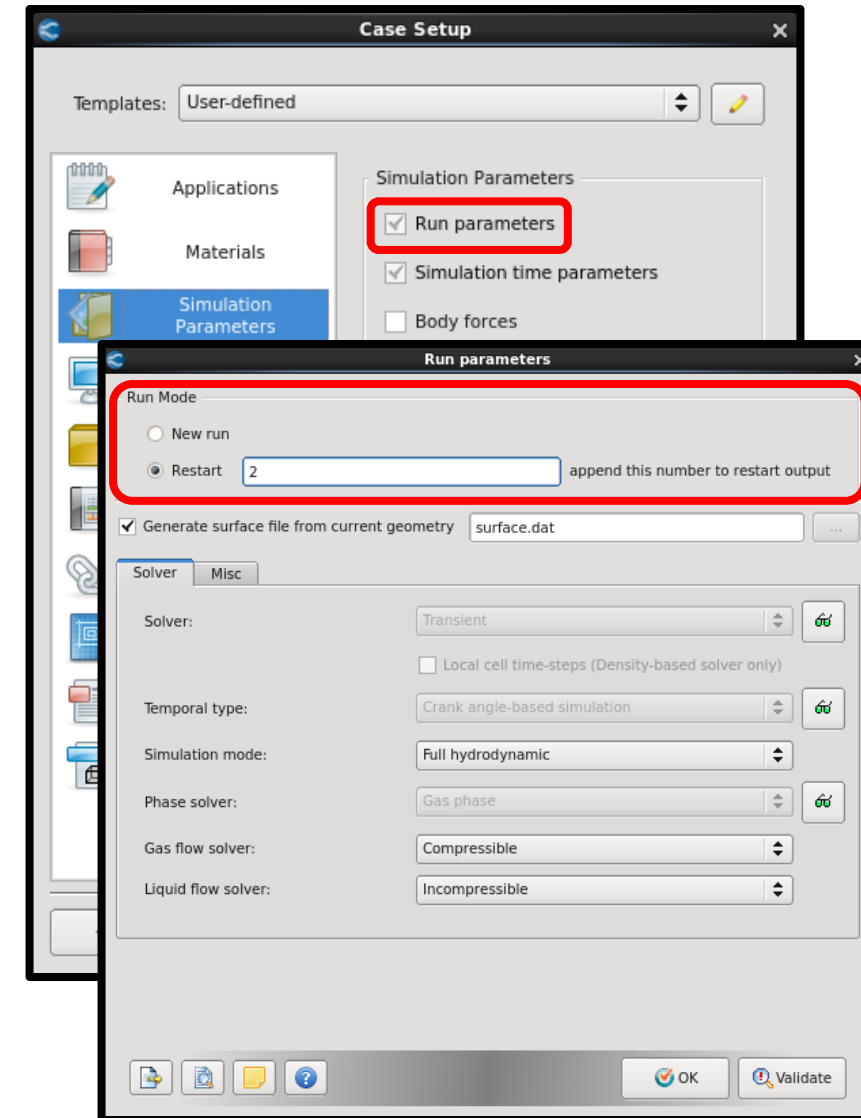 Case Setup
Templates: User-defined
Applications
Materials
Simulation
Parameters
Simulation Parameters
Run parameters
Simulation time parameters
Body forces
Run parameters
Run Mode
New run
Restart 2 append this number to restart output
Generate surface file from current geometry surface.dat ...
Solver Misc
Solver: Transient
Local cell time-steps (Density-based solver only)
Temporal type: Crank angle-based simulation
Simulation mode: Full hydrodynamic
Phase solver: Gas phase
Gas flow solver: Compressible
Liquid flow solver: Incompressible
OK Validate